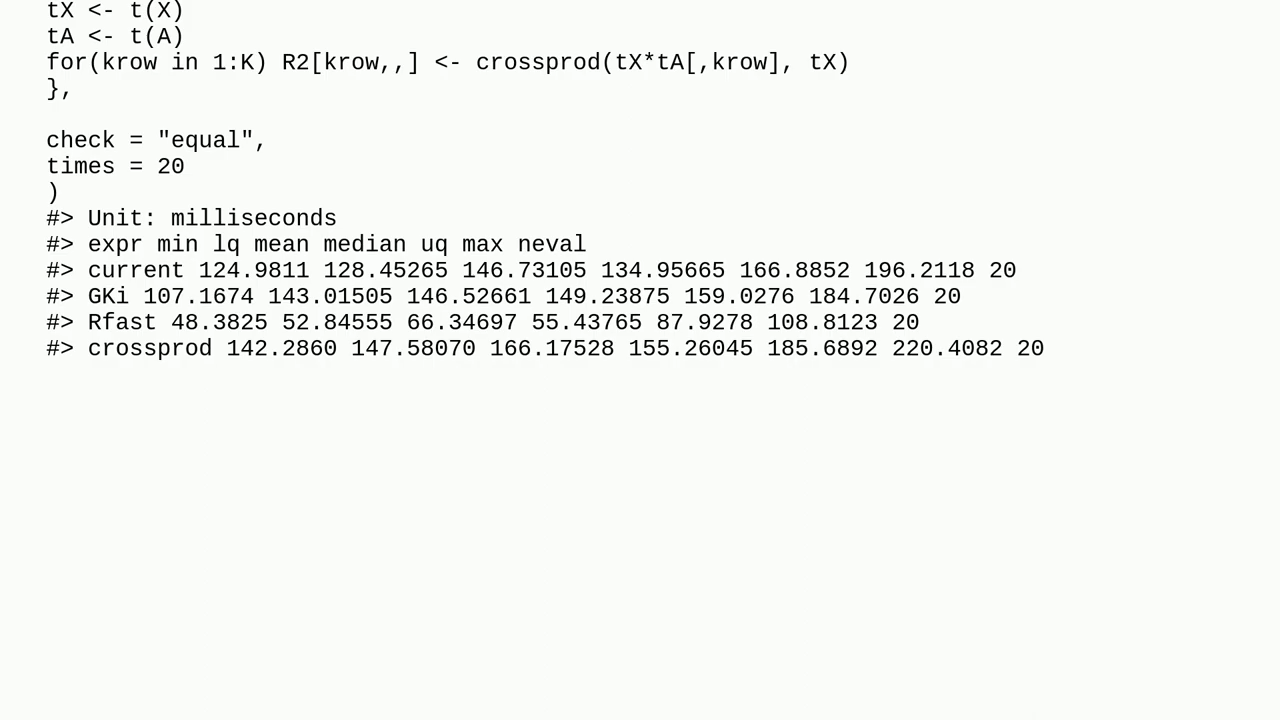 tX <- t(X)
tA <- t(A)
for(krow in 1:K) R2[krow,,] <- crossprod(tX*tA[,krow], tX)
},
check = "equal",
times = 20
)
#> Unit: milliseconds
#> expr min lq mean median uq max neval
#> current 124.9811 128.45265 146.73105 134.95665 166.8852 196.2118 20
#> GKi 107.1674 143.01505 146.52661 149.23875 159.0276 184.7026 20
#> Rfast 48.3825 52.84555 66.34697 55.43765 87.9278 108.8123 20
#> crossprod 142.2860 147.58070 166.17528 155.26045 185.6892 220.4082 20